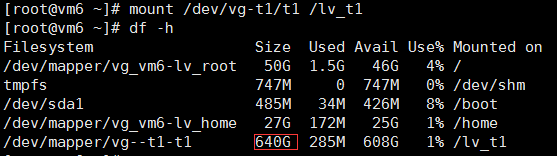 [root@vm6 ~]# mount /dev/vg-t1/t1 /lv_t1
[root@vm6 ~]# df -h
Filesystem Size Used Avail Use% Mounted on
/dev/mapper/vg_vm6-lv_root 50G 1.5G 46G 4% /
tmpfs 747M 0 747M 0% /dev/shm
/dev/sda1 485M 34M 426M 8% /boot
/dev/mapper/vg_vm6-lv_home 27G 172M 25G 1% /home
/dev/mapper/vg--t1-t1 640G 285M 608G 1% /lv_t1